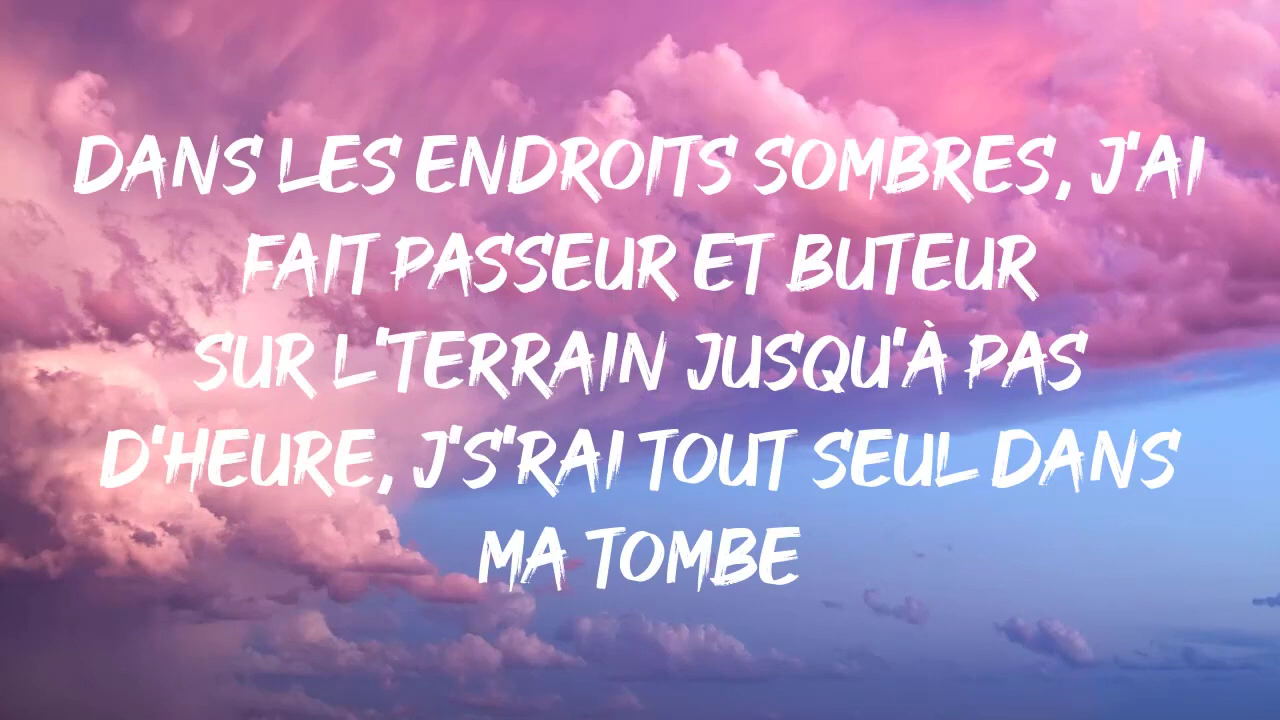 DANS LES ENDROITS SOMBRES, J'AI
FAIT PASSEUR ET BUTEUR
SUR L'TERRAIN JUSQU'À PAS
D'HEURE, J'S'RAI TOUT SEUL DANS
MA TOMBE